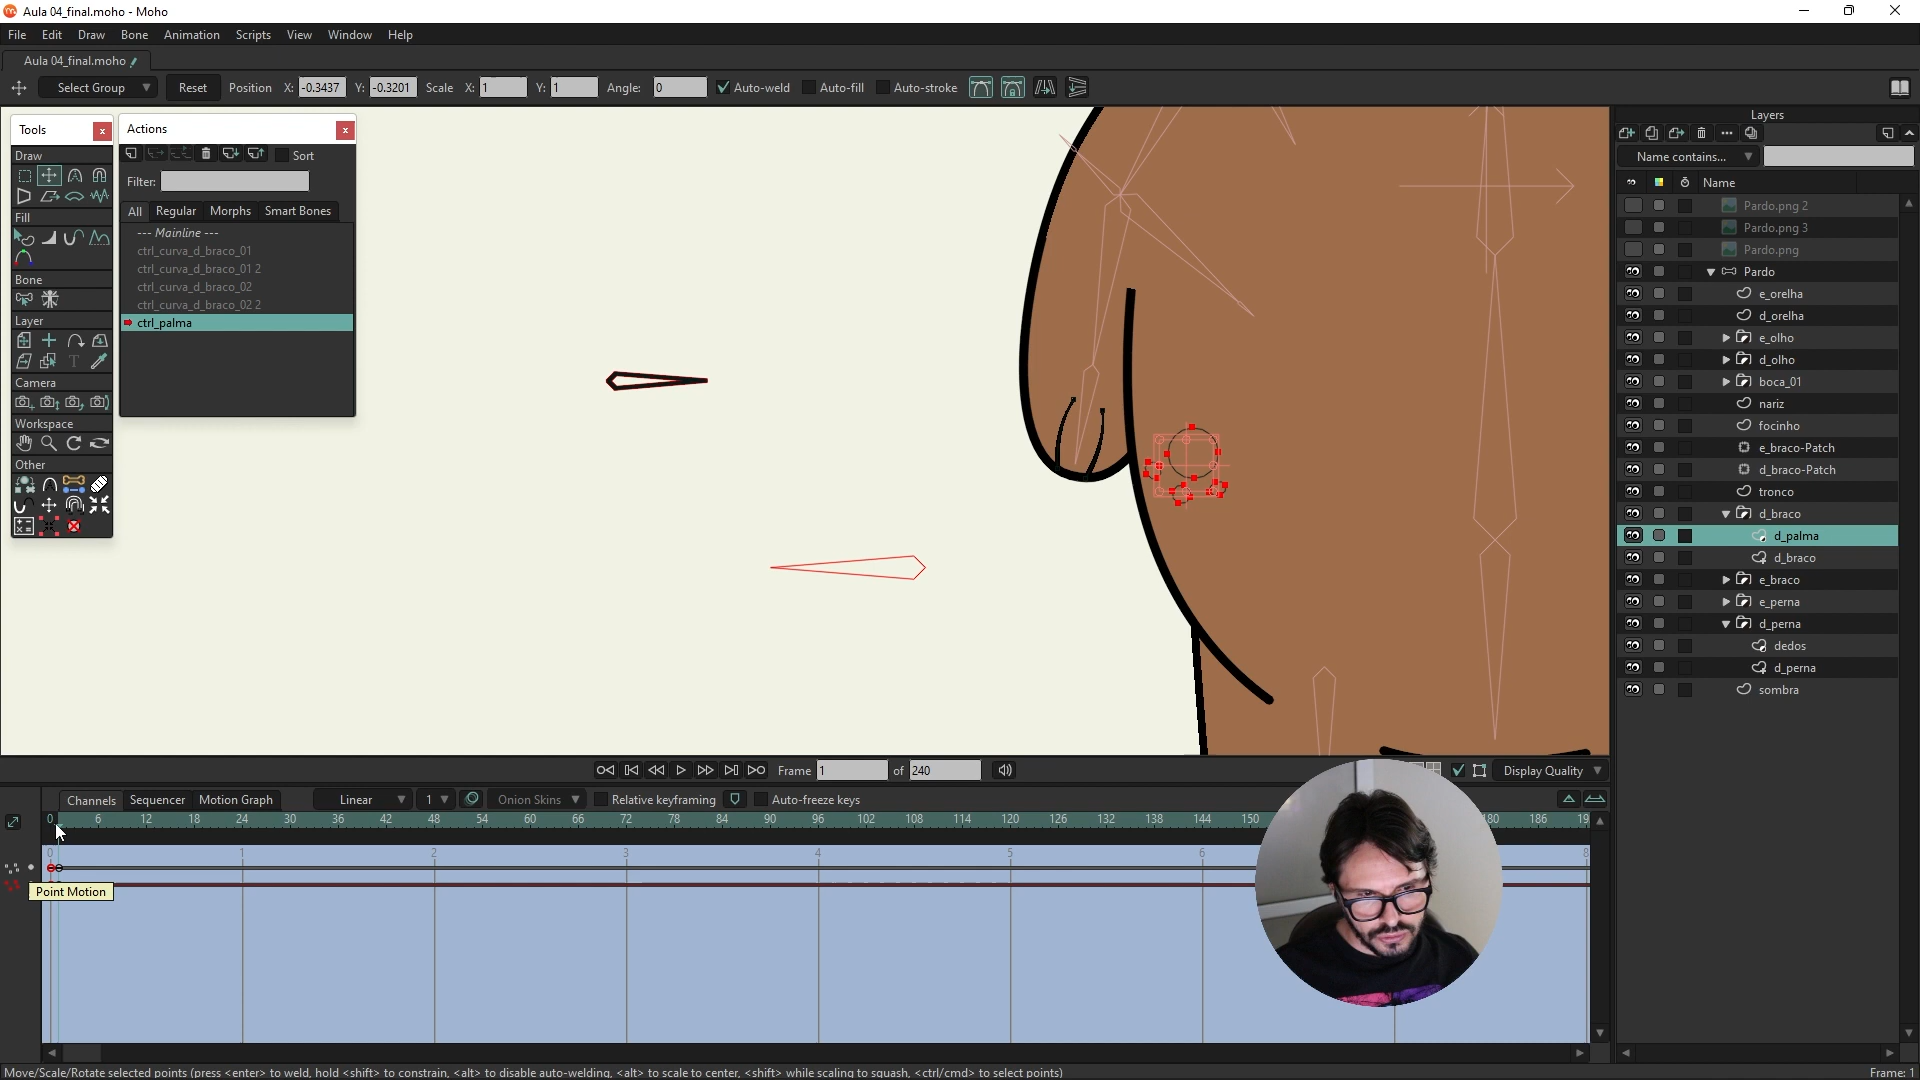 Aula 04_final.moho - Moho
File Edit Draw Bone Animation Scripts View Window Help
Aula 04_final.moho
Select Group Reset Position X: -0.3437 Y: -0.3201 Scale X: 1 Y: 1 Angle: 0 Auto-weld Auto-fill Auto-stroke
Layers
Tools
Draw
Fill
Bone
Layer
Camera
Workspace
Other
Actions
Sort
Filter:
All Regular Morphs Smart Bones
--- Mainline ---
ctrl_curva_d_braco_01
ctrl_curva_d_braco_01 2
ctrl_curva_d_braco_02
ctrl_curva_d_braco_02 2
ctrl_palma
Name contains...
Name
Pardo.png 2
Pardo.png 3
Pardo.png
Pardo
e_orelha
d_orelha
e_olho
d_olho
boca_01
nariz
focinho
e_braco-Patch
d_braco-Patch
tronco
d_braco
d_palma
d_braco
e_braco
e_perna
d_perna
dedos
d_perna
sombra
Frame 1 of 240
Display Quality
Channels Sequencer Motion Graph Linear 1 Onion Skins Relative keyframing Auto-freeze keys
0 6 12 18 24 30 36 42 48 54 60 66 72 78 84 90 96 102 108 114 120 126 132 138 144 150 180 186 19
0 1 2 3 4 5 6 8
Point Motion
Move/Scale/Rotate selected points (press <enter> to weld, hold <shift> to constrain, <alt> to disable auto-welding, <alt> to scale to center, <shift> while scaling to squash, <ctrl/cmd> to select points)
Frame: 1